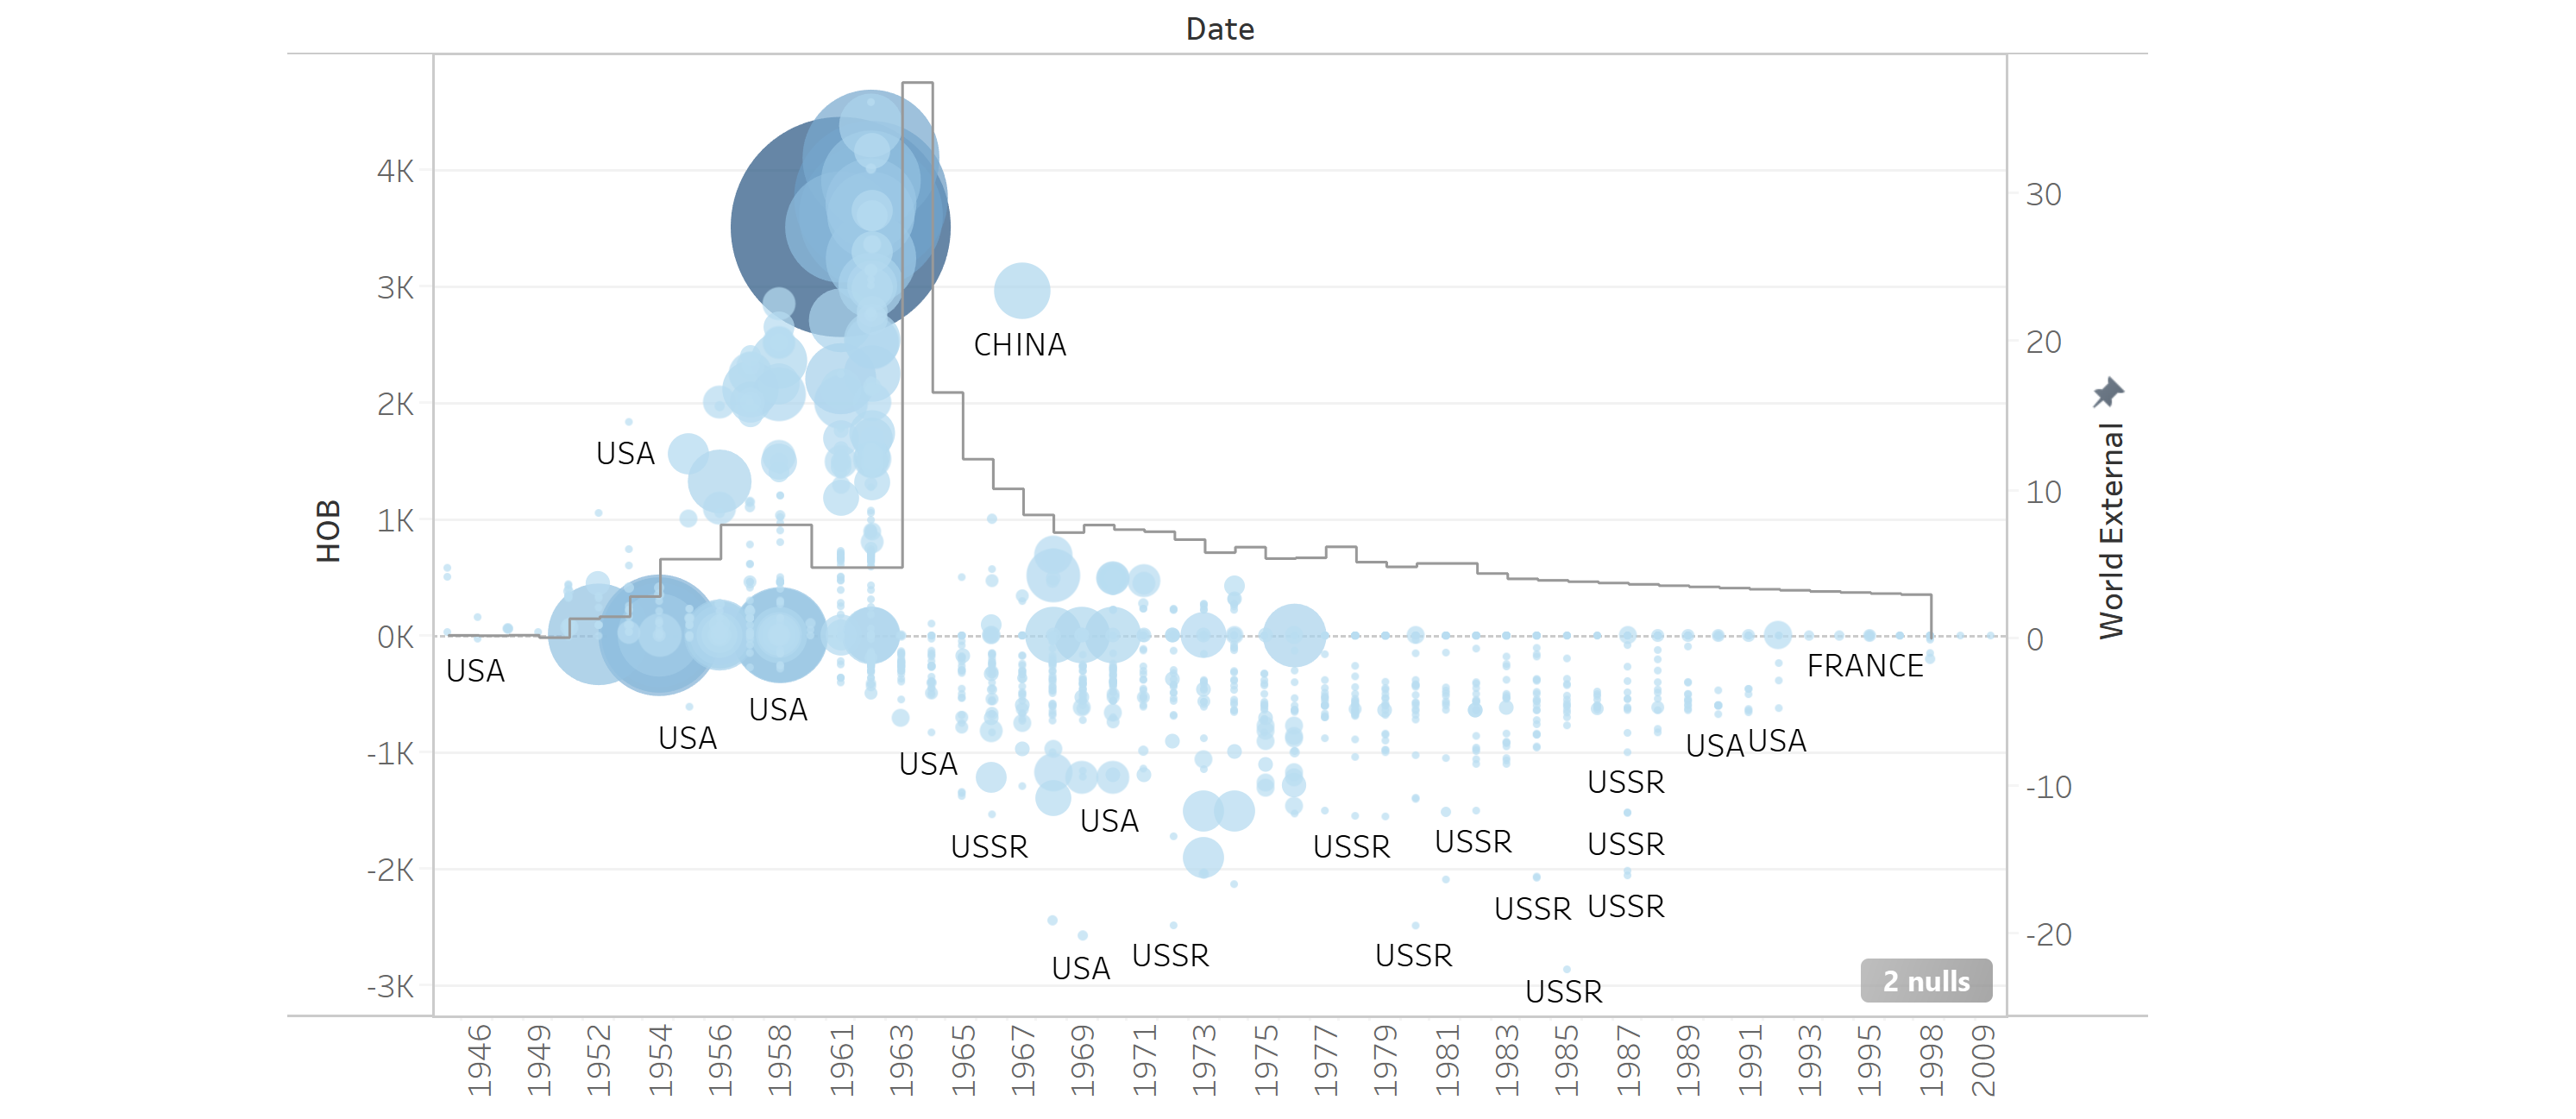 Date
4K
3K
2K
1K
0K
-1K
-2K
-3K
HOB
30
20
10
0
-10
-20
World External
CHINA
USA
USA
FRANCE
USA
USA
USA
USA
USA
USSR
USA
USSR
USSR
USSR
USSR
USSR
USSR
USA
USSR
USSR
USSR
2 nulls
1946
1949
1952
1954
1956
1958
1961
1963
1965
1967
1969
1971
1973
1975
1977
1979
1981
1983
1985
1987
1989
1991
1993
1995
1998
2009